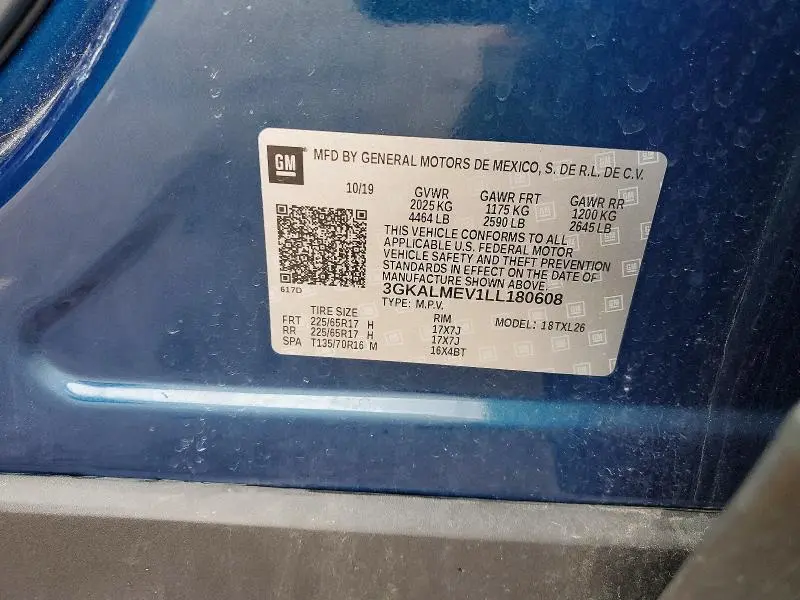 GM
MFD BY GENERAL MOTORS DE MEXICO, S. DE R.L. DE C.V.
10/19 GVWR GAWR FRT GAWR RR
2025 KG 1175 KG 1200 KG
4464 LB 2590 LB 2645 LB
THIS VEHICLE CONFORMS TO ALL
APPLICABLE U.S. FEDERAL MOTOR
VEHICLE SAFETY AND THEFT PREVENTION
STANDARDS IN EFFECT ON THE DATE OF
MANUFACTURE SHOWN ABOVE.
617D
3GKALMEV1LL180608
TYPE: M.P.V.
TIRE SIZE RIM MODEL: 18TXL26
FRT 225/65R17 H 17X7J
RR 225/65R17 H 17X7J
SPA T135/70R16 M 16X4BT